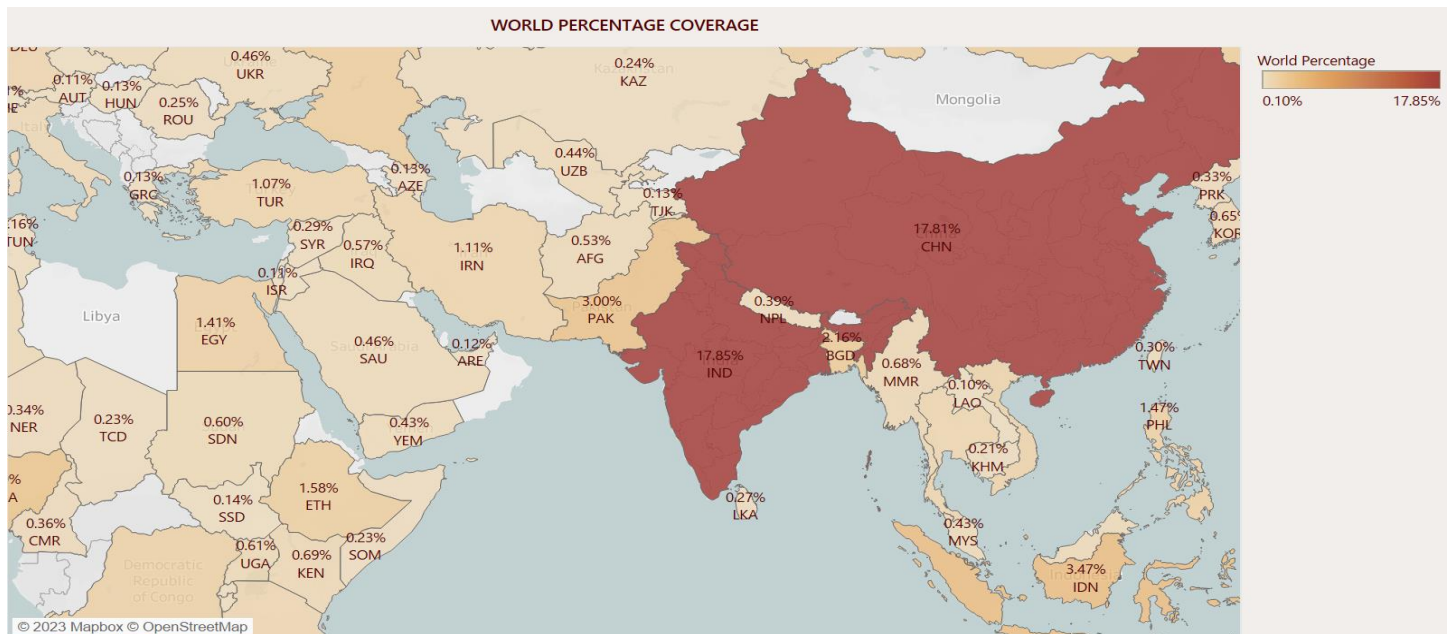 WORLD PERCENTAGE COVERAGE
World Percentage
0.10% 17.85%
0.46%
UKR
0.24%
KAZ
Kazakhstan
0.11%
AUT
0.13%
HUN
0.25%
ROU
Mongolia
0.44%
UZB
0.13%
GRC
1.07%
TUR
0.13%
AZE
0.13%
TJK
0.33%
PRK
0.65%
KOR
.16%
TUN
0.29%
SYR
0.57%
IRQ
1.11%
IRN
0.53%
AFG
17.81%
CHN
0.11%
ISR
3.00%
PAK
0.39%
NPL
Libya
1.41%
EGY
0.46%
SAU
0.12%
ARE
17.85%
IND
2.16%
BGD
0.68%
MMR
0.30%
TWN
0.10%
LAO
0.34%
NER
0.23%
TCD
0.60%
SDN
0.43%
YEM
1.47%
PHL
0.21%
KHM
%
A
0.14%
SSD
1.58%
ETH
0.27%
LKA
0.36%
CMR
0.61%
UGA
0.69%
KEN
0.23%
SOM
0.43%
MYS
Democratic
Republic
of Congo
3.47%
IDN
© 2023 Mapbox © OpenStreetMap